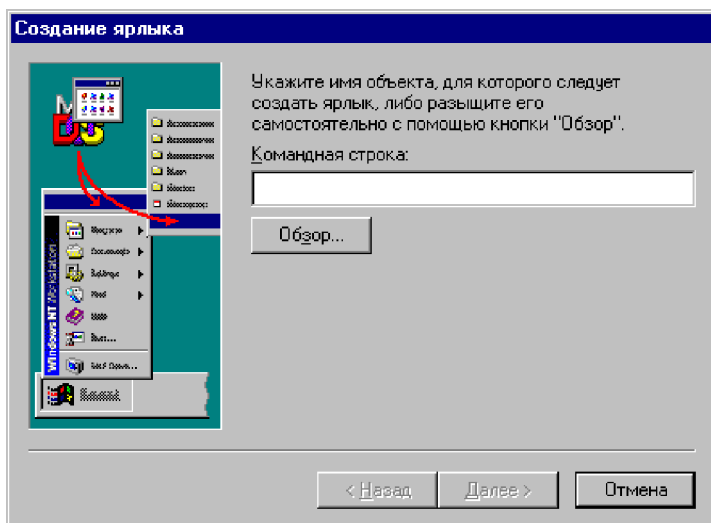 Создание ярлыка
Укажите имя объекта, для которого следует
создать ярлык, либо разыщите его
самостоятельно с помощью кнопки "Обзор".
Командная строка:
Обзор...
Windows NT Workstation
< Назад
Далее >
Отмена